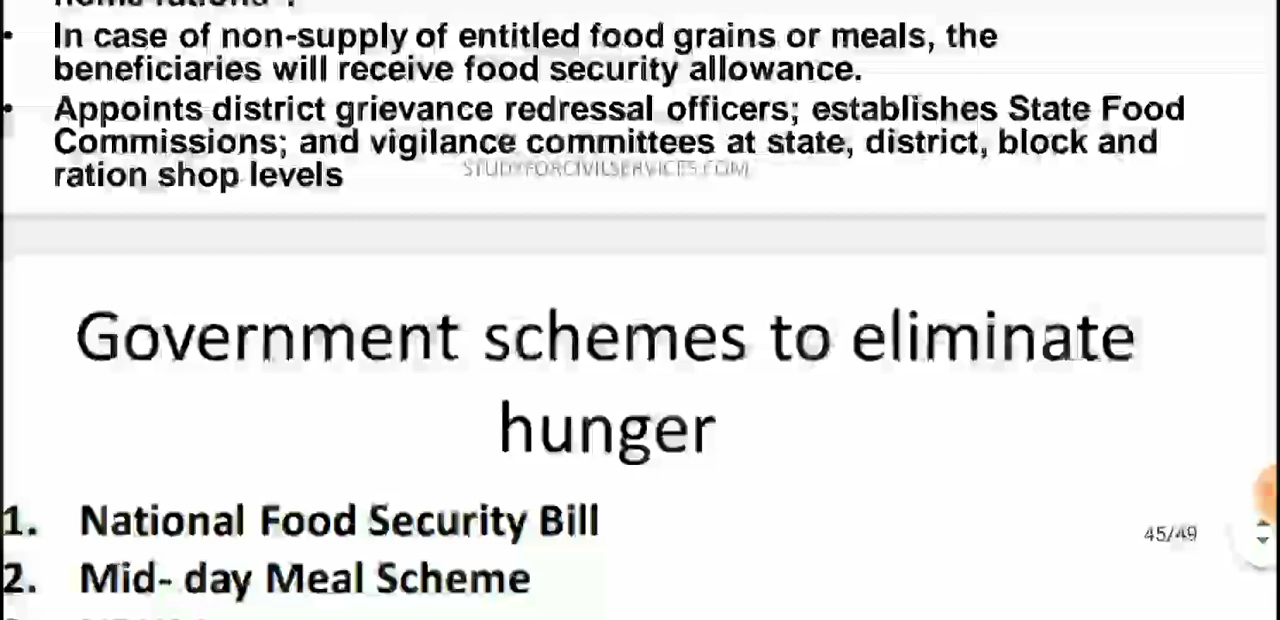 • In case of non-supply of entitled food grains or meals, the
beneficiaries will receive food security allowance.
• Appoints district grievance redressal officers; establishes State Food
Commissions; and vigilance committees at state, district, block and
ration shop levels
STUDYFORCIVILSERVICES.COM
Government schemes to eliminate
hunger
1. National Food Security Bill
45/49
2. Mid- day Meal Scheme